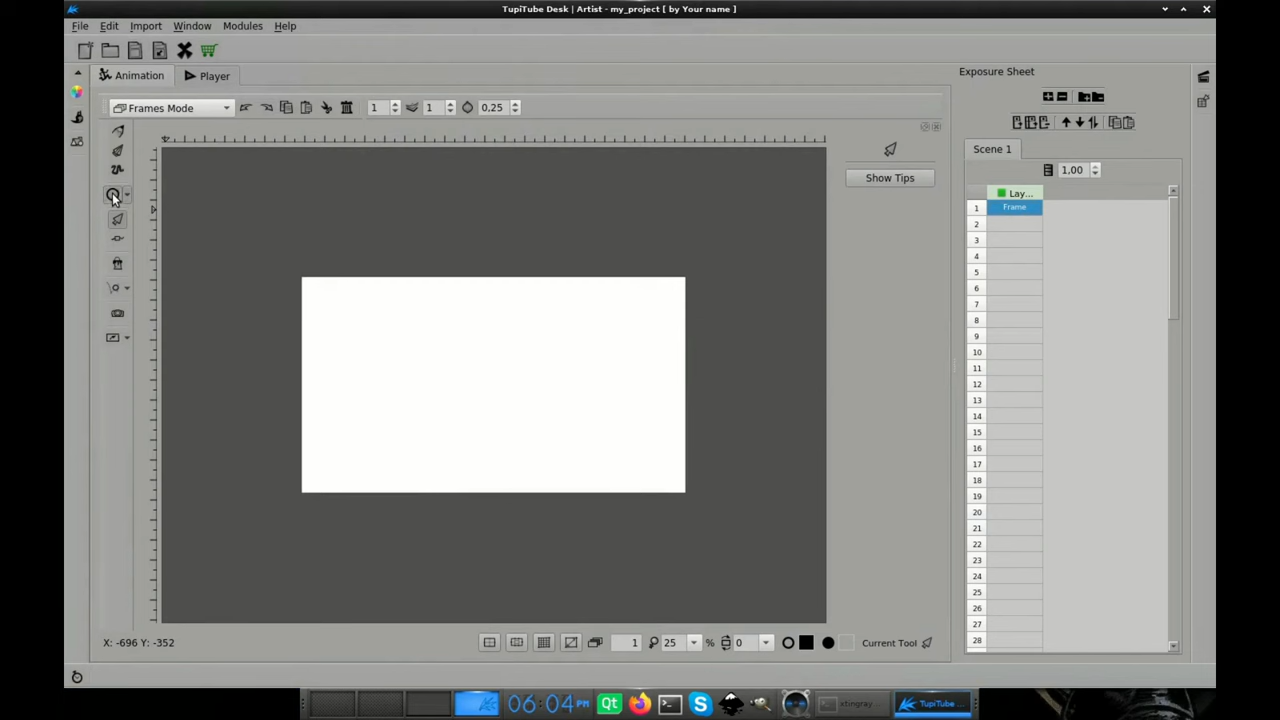 TupiTube Desk | Artist - my_project [ by Your name ]
File Edit Import Window Modules Help
Animation Player
Exposure Sheet
Frames Mode 1 1 0.25
Scene 1
Show Tips
1,00
Lay...
1 Frame
2
3
4
5
6
7
8
9
10
11
12
13
14
15
16
17
18
19
20
21
22
23
24
25
26
27
28
X: -696 Y: -352 1 25 % 0 Current Tool
06:04PM Qt xtingray TupiTube ...